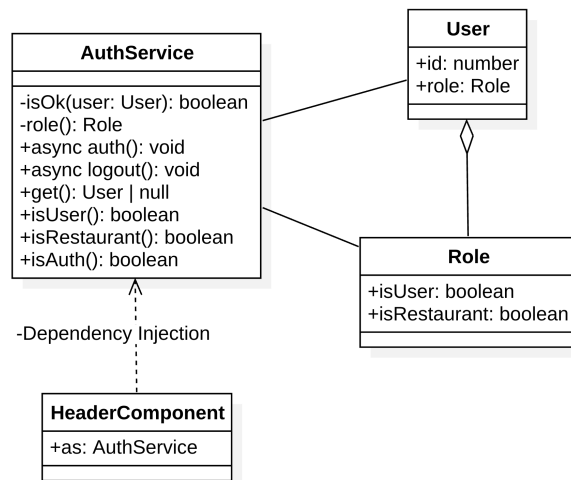 AuthService
-isOk(user: User): boolean
-role(): Role
+async auth(): void
+async logout(): void
+get(): User | null
+isUser(): boolean
+isRestaurant(): boolean
+isAuth(): boolean
User
+id: number
+role: Role
Role
+isUser: boolean
+isRestaurant: boolean
-Dependency Injection
HeaderComponent
+as: AuthService